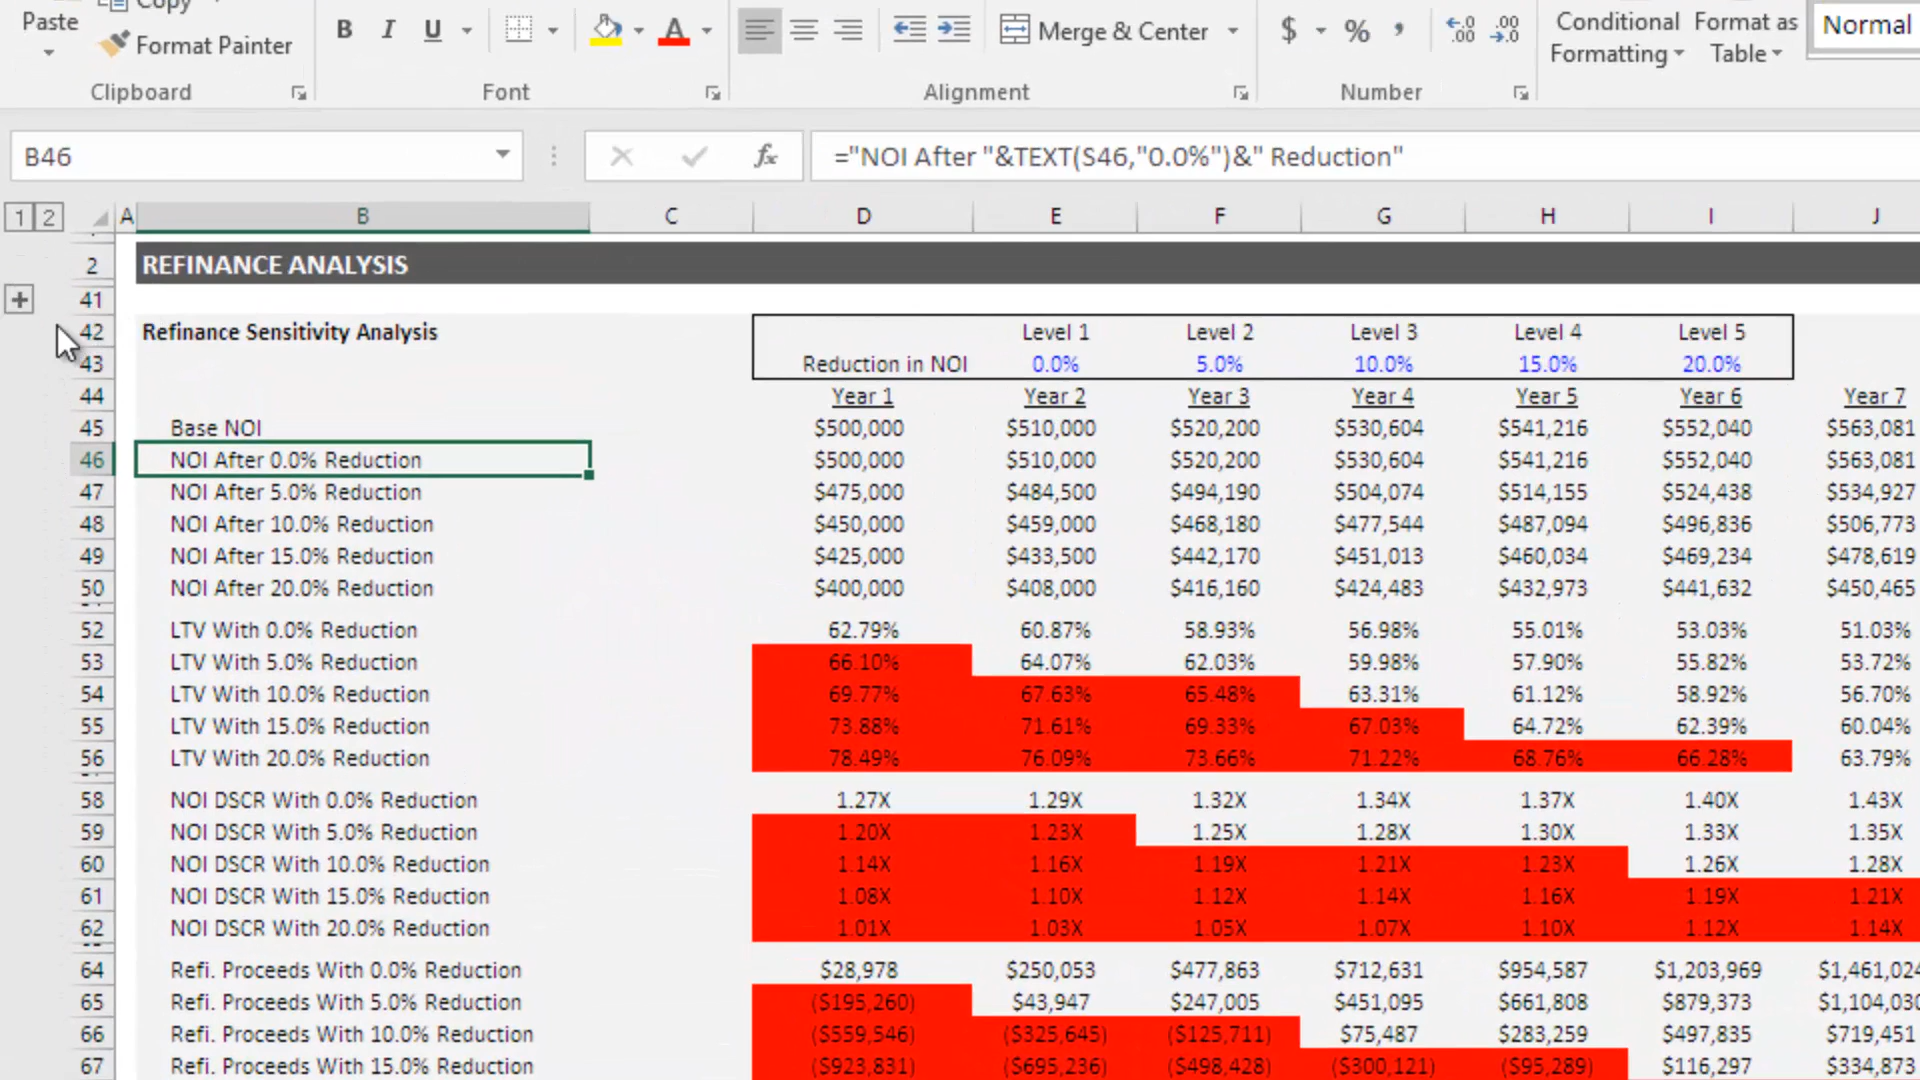 Paste Copy
Format Painter
B I U A Merge & Center $ % , .00 .0 .00 .0
Conditional Formatting Format as Table Normal
Clipboard Font Alignment Number
B46 fx ="NOI After "&TEXT(S46,"0.0%")&" Reduction"
1 2 A B C D E F G H I J
2 REFINANCE ANALYSIS
41
42 Refinance Sensitivity Analysis Level 1 Level 2 Level 3 Level 4 Level 5
43 Reduction in NOI 0.0% 5.0% 10.0% 15.0% 20.0%
44 Year 1 Year 2 Year 3 Year 4 Year 5 Year 6 Year 7
45 Base NOI $500,000 $510,000 $520,200 $530,604 $541,216 $552,040 $563,081
46 NOI After 0.0% Reduction $500,000 $510,000 $520,200 $530,604 $541,216 $552,040 $563,081
47 NOI After 5.0% Reduction $475,000 $484,500 $494,190 $504,074 $514,155 $524,438 $534,927
48 NOI After 10.0% Reduction $450,000 $459,000 $468,180 $477,544 $487,094 $496,836 $506,773
49 NOI After 15.0% Reduction $425,000 $433,500 $442,170 $451,013 $460,034 $469,234 $478,619
50 NOI After 20.0% Reduction $400,000 $408,000 $416,160 $424,483 $432,973 $441,632 $450,465
52 LTV With 0.0% Reduction 62.79% 60.87% 58.93% 56.98% 55.01% 53.03% 51.03%
53 LTV With 5.0% Reduction 66.10% 64.07% 62.03% 59.98% 57.90% 55.82% 53.72%
54 LTV With 10.0% Reduction 69.77% 67.63% 65.48% 63.31% 61.12% 58.92% 56.70%
55 LTV With 15.0% Reduction 73.88% 71.61% 69.33% 67.03% 64.72% 62.39% 60.04%
56 LTV With 20.0% Reduction 78.49% 76.09% 73.66% 71.22% 68.76% 66.28% 63.79%
58 NOI DSCR With 0.0% Reduction 1.27X 1.29X 1.32X 1.34X 1.37X 1.40X 1.43X
59 NOI DSCR With 5.0% Reduction 1.20X 1.23X 1.25X 1.28X 1.30X 1.33X 1.35X
60 NOI DSCR With 10.0% Reduction 1.14X 1.16X 1.19X 1.21X 1.23X 1.26X 1.28X
61 NOI DSCR With 15.0% Reduction 1.08X 1.10X 1.12X 1.14X 1.16X 1.19X 1.21X
62 NOI DSCR With 20.0% Reduction 1.01X 1.03X 1.05X 1.07X 1.10X 1.12X 1.14X
64 Refi. Proceeds With 0.0% Reduction $28,978 $250,053 $477,863 $712,631 $954,587 $1,203,969
65 Refi. Proceeds With 5.0% Reduction ($195,260) $43,947 $247,005 $451,095 $661,808 $879,373
66 Refi. Proceeds With 10.0% Reduction ($559,546) ($325,645) ($125,711) $75,487 $283,259 $497,835 $719,451
67 Refi. Proceeds With 15.0% Reduction ($923,831) ($695,236) ($498,428) ($300,121) ($95,289) $116,297 $334,873